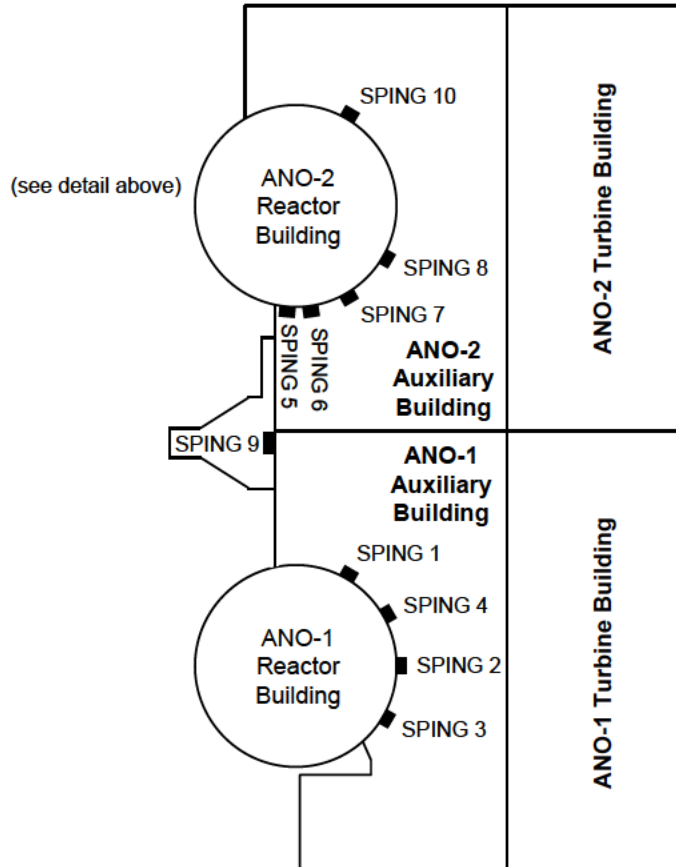 SPING 10
(see detail above)
ANO-2
Reactor
Building
SPING 8
SPING 7
SPING 5
SPING 6
ANO-2
Auxiliary
Building
ANO-2 Turbine Building
SPING 9
ANO-1
Auxiliary
Building
SPING 1
SPING 4
ANO-1
Reactor
Building
SPING 2
SPING 3
ANO-1 Turbine Building